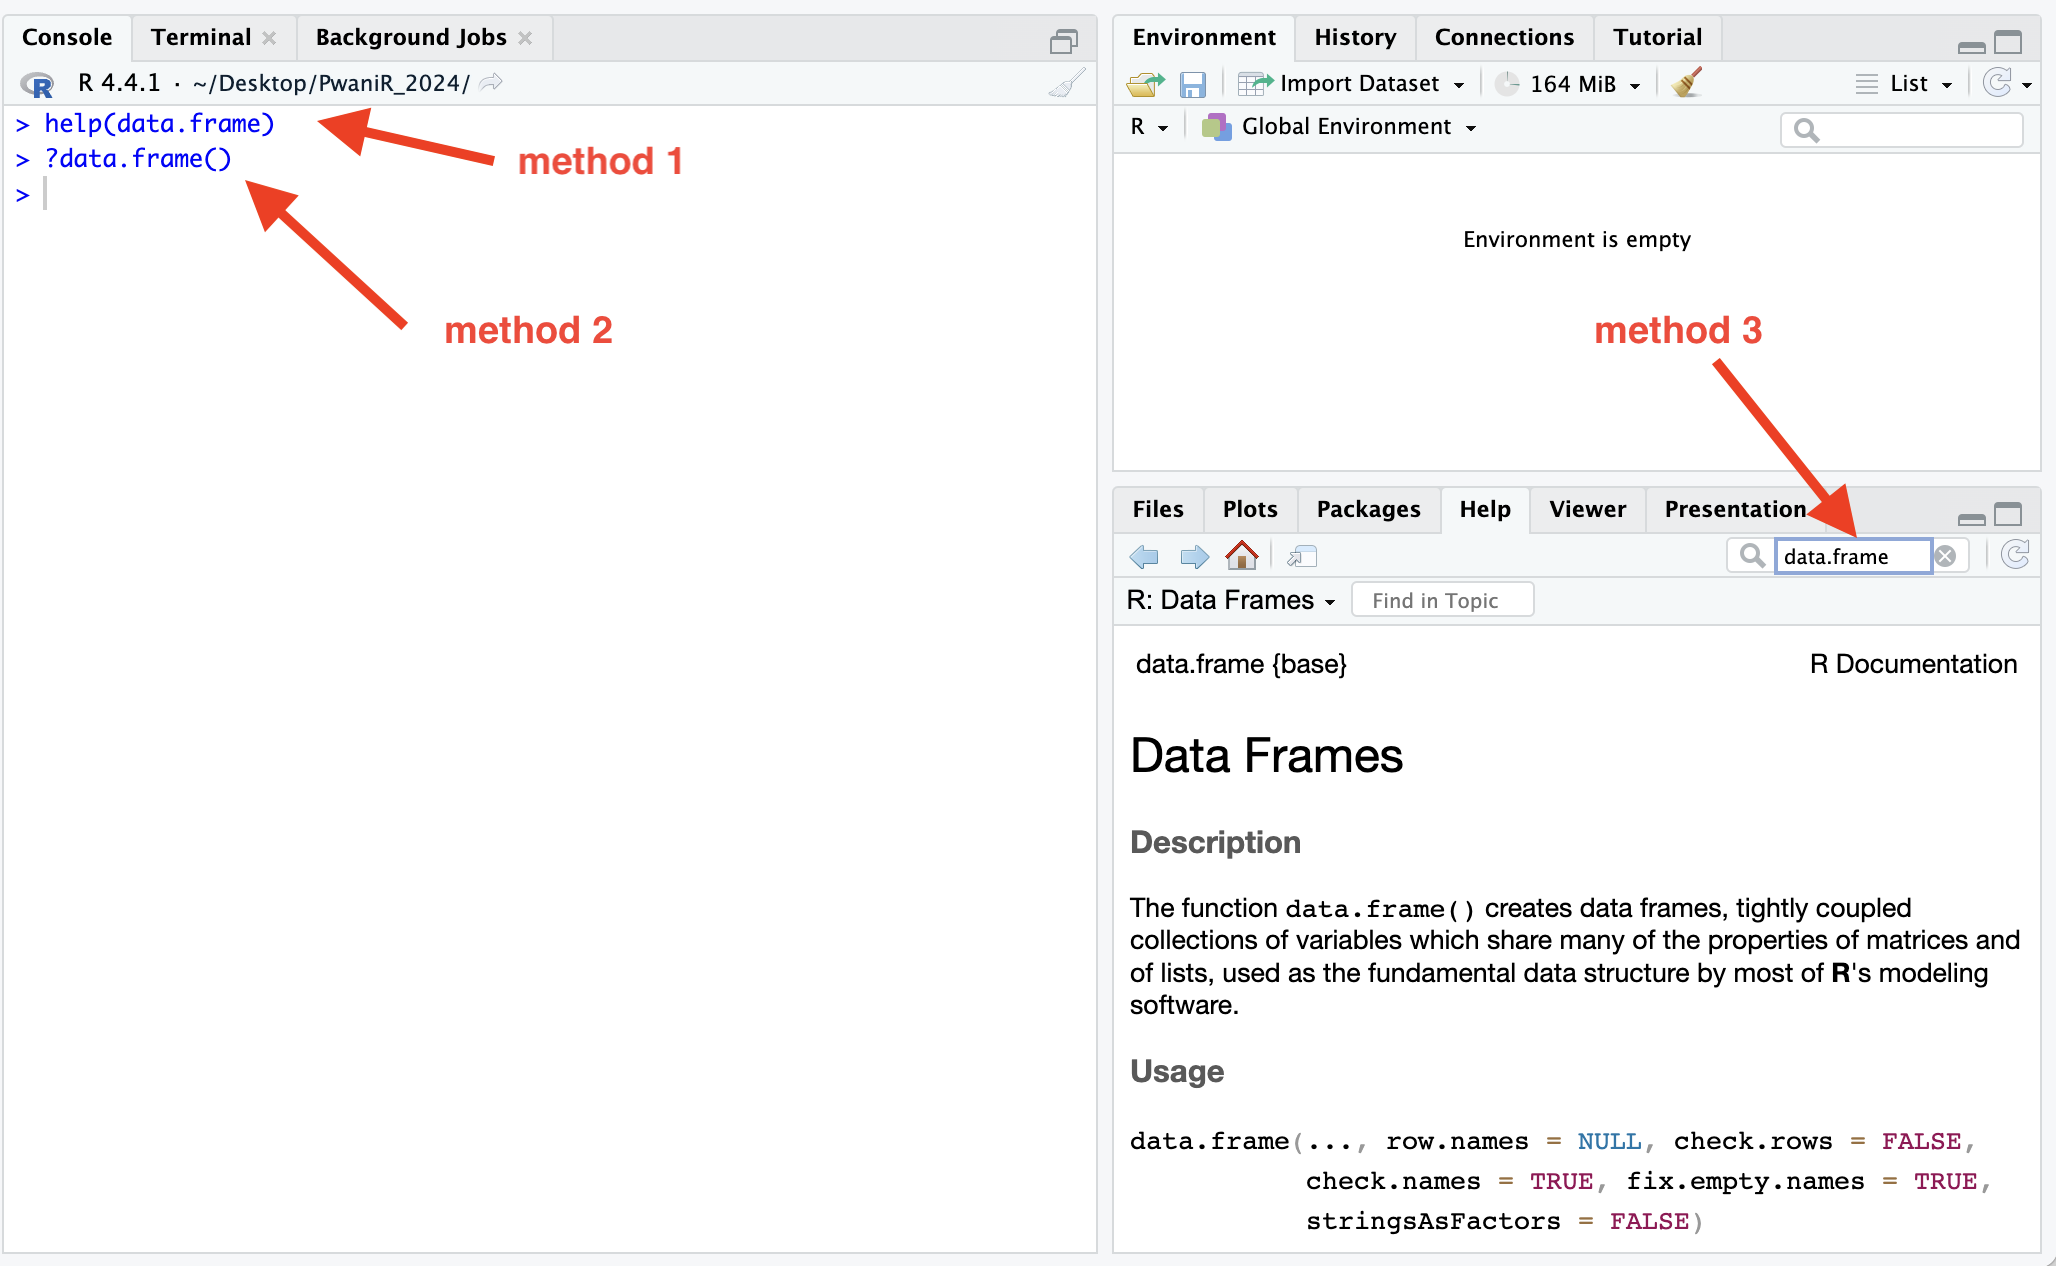 Console Terminal Background Jobs
R 4.4.1 · ~/Desktop/PwaniR_2024/
> help(data.frame)
> ?data.frame()
>
method 1
method 2
Environment History Connections Tutorial
Import Dataset 164 MiB List
R Global Environment
Environment is empty
method 3
Files Plots Packages Help Viewer Presentation
data.frame
R: Data Frames Find in Topic
data.frame {base} R Documentation
Data Frames
Description
The function data.frame() creates data frames, tightly coupled
collections of variables which share many of the properties of matrices and
of lists, used as the fundamental data structure by most of R's modeling
software.
Usage
data.frame(..., row.names = NULL, check.rows = FALSE,
check.names = TRUE, fix.empty.names = TRUE,
stringsAsFactors = FALSE)